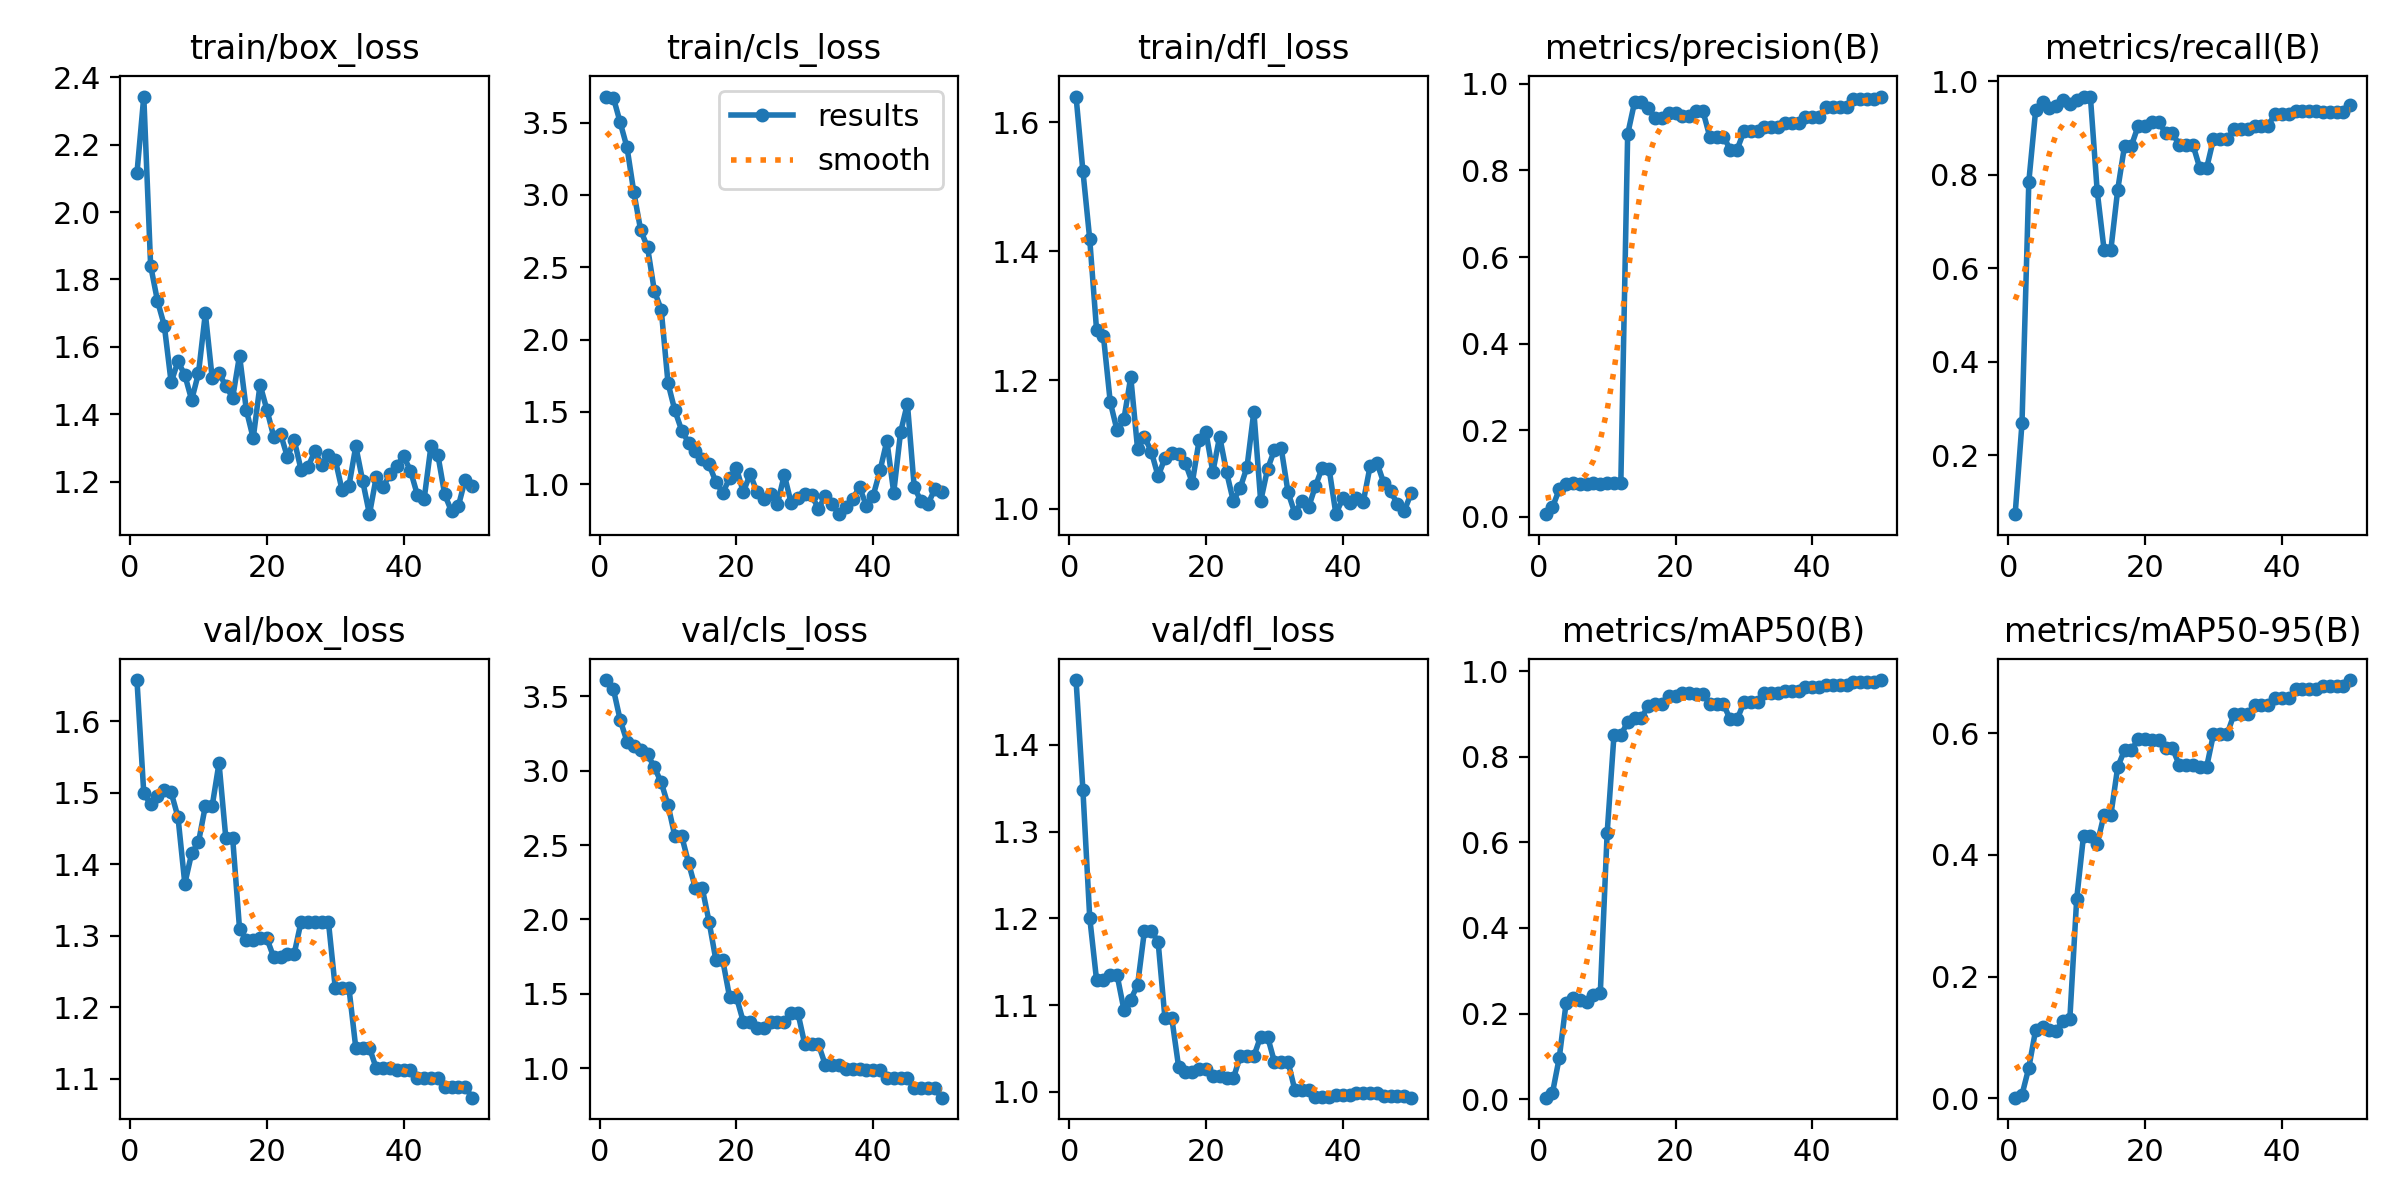 train/box_loss
2.4
2.2
2.0
1.8
1.6
1.4
1.2
0 20 40
train/cls_loss
results
smooth
3.5
3.0
2.5
2.0
1.5
1.0
0 20 40
train/dfl_loss
1.6
1.4
1.2
1.0
0 20 40
metrics/precision(B)
1.0
0.8
0.6
0.4
0.2
0.0
0 20 40
metrics/recall(B)
1.0
0.8
0.6
0.4
0.2
0 20 40
val/box_loss
1.6
1.5
1.4
1.3
1.2
1.1
0 20 40
val/cls_loss
3.5
3.0
2.5
2.0
1.5
1.0
0 20 40
val/dfl_loss
1.4
1.3
1.2
1.1
1.0
0 20 40
metrics/mAP50(B)
1.0
0.8
0.6
0.4
0.2
0.0
0 20 40
metrics/mAP50-95(B)
0.6
0.4
0.2
0.0
0 20 40